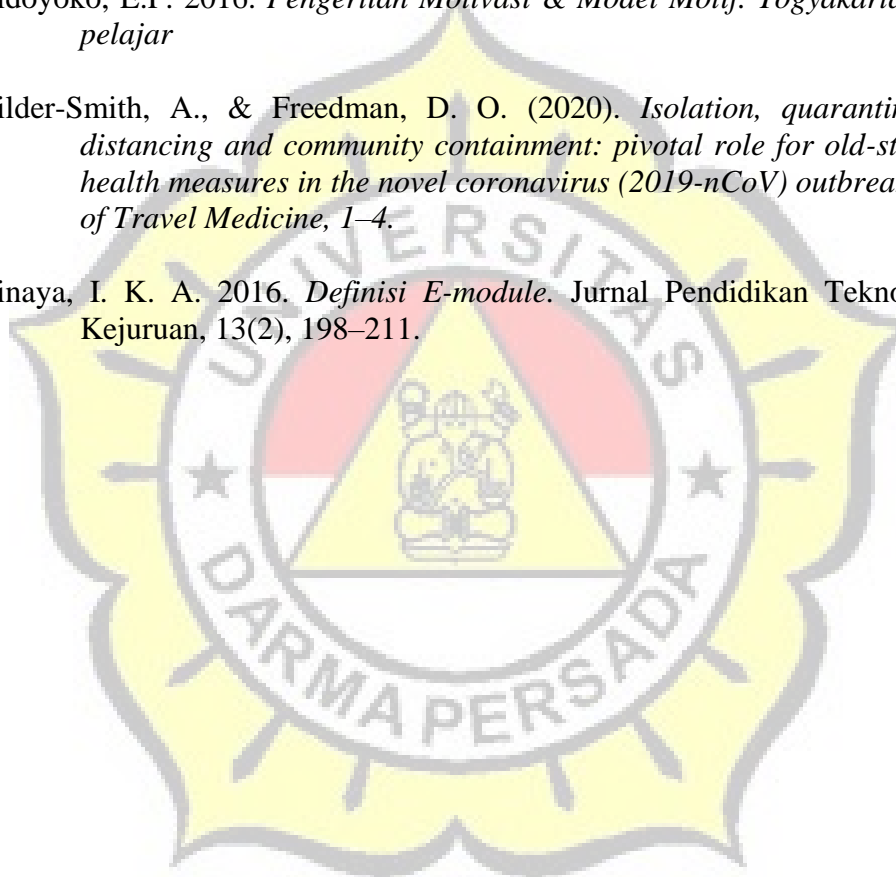 doyoko, E.P. 2016. Pengertian Motivasi & Model Motif. Yogyakarta
pelajar
ilder-Smith, A., & Freedman, D. O. (2020). Isolation, quarantin
distancing and community containment: pivotal role for old-st
health measures in the novel coronavirus (2019-nCoV) outbrea
of Travel Medicine, 1–4.
inaya, I. K. A. 2016. Definisi E-module. Jurnal Pendidikan Tekno
Kejuruan, 13(2), 198–211.
UNIVERSITAS
DARMA PERSADA